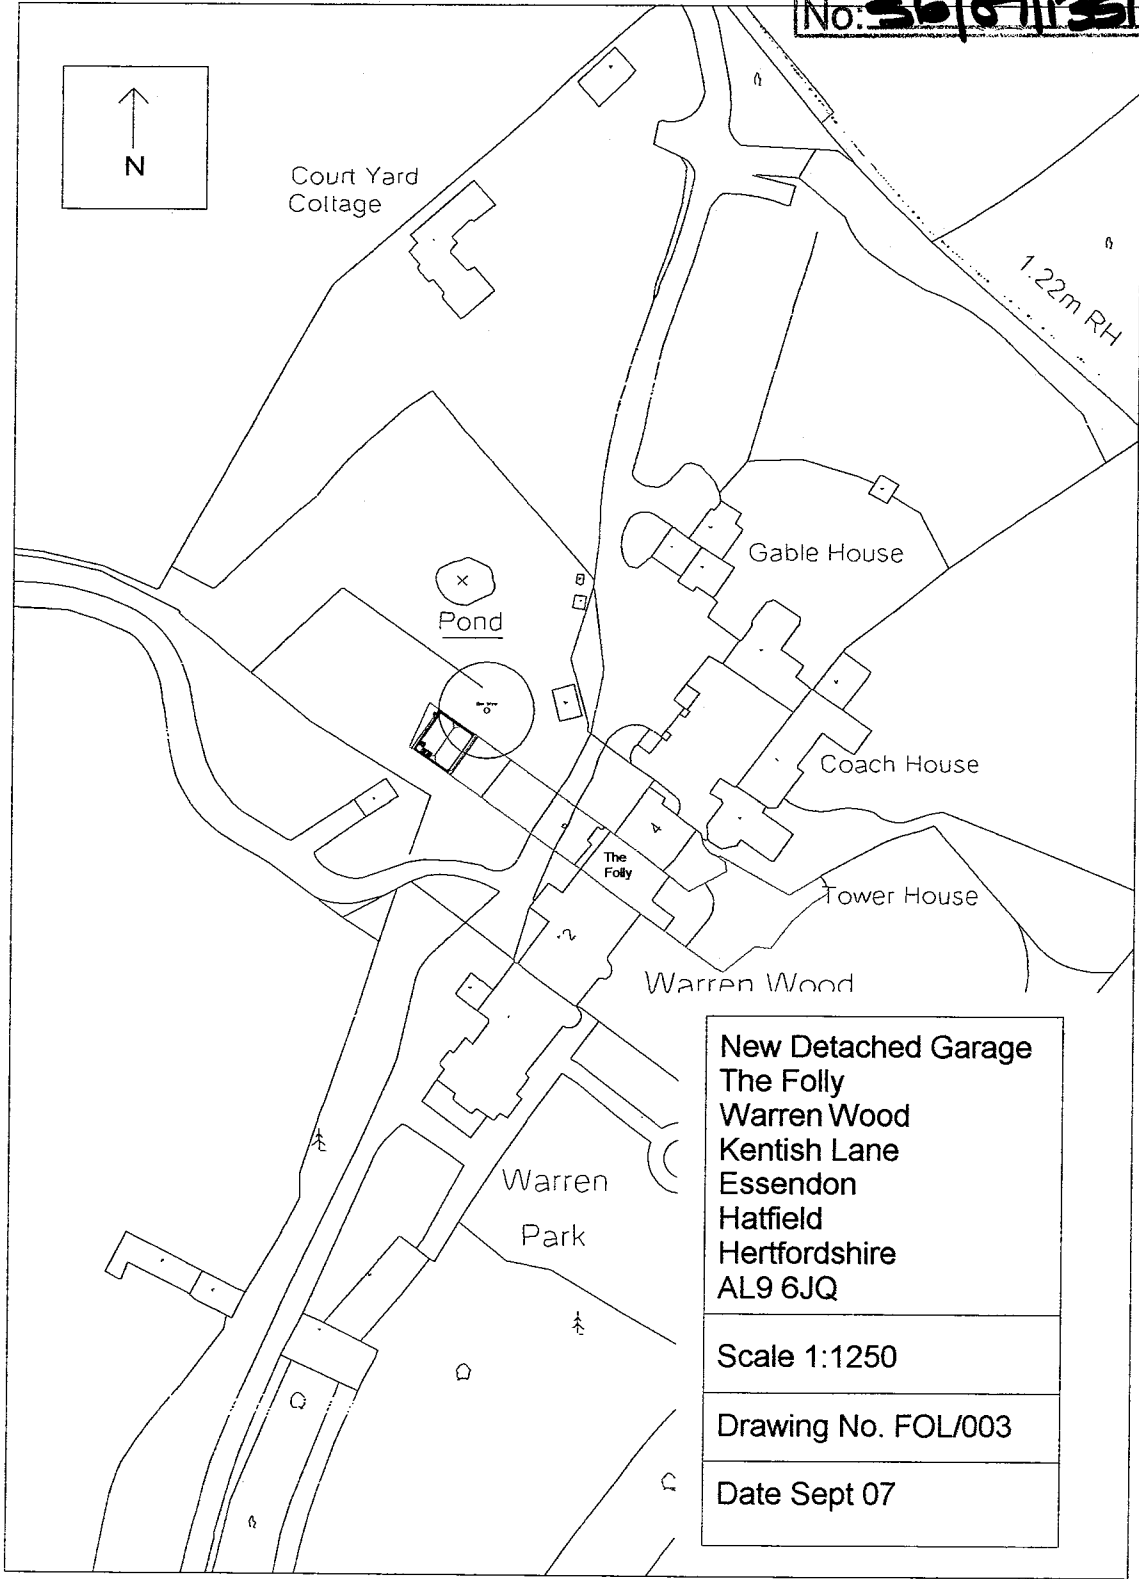 No:
N
Court Yard
Cottage
1.22m RH
Gable House
Pond
Coach House
4
The
Folly
Tower House
2
Warren Wood
New Detached Garage
The Folly
Warren Wood
Kentish Lane
Essendon
Hatfield
Hertfordshire
AL9 6JQ
Warren
Park
Scale 1:1250
Drawing No. FOL/003
Date Sept 07